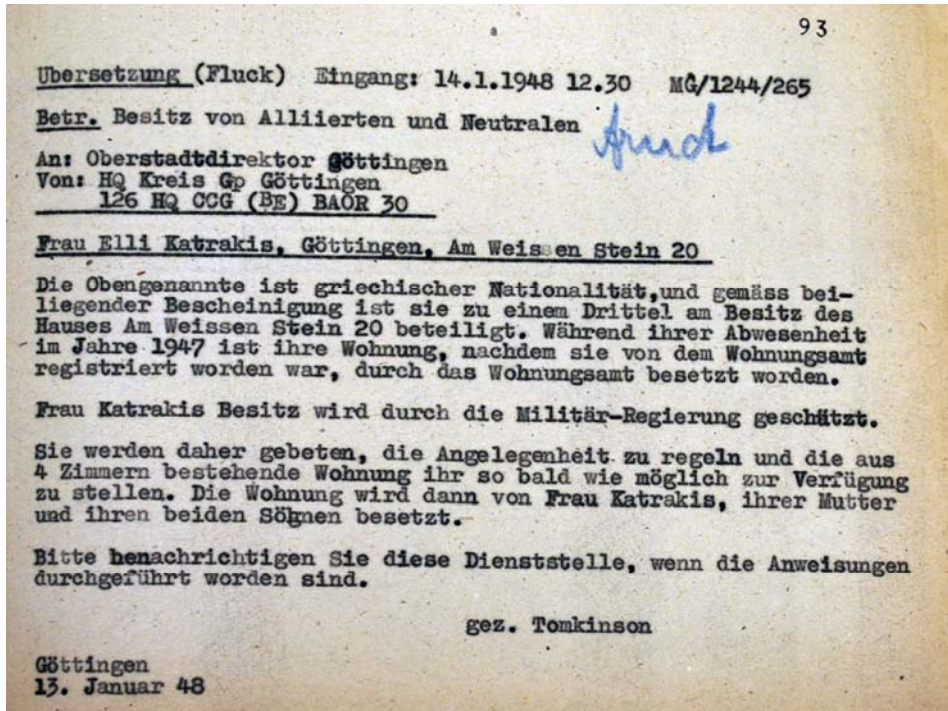 93
Übersetzung (Fluck) Eingang: 14.1.1948 12.30 MG/1244/265
Betr. Besitz von Alliierten und Neutralen
An: Oberstadtdirektor Göttingen
Von: HQ Kreis Gp Göttingen
126 HQ CCG (BE) BAOR 30
Frau Elli Katrakis, Göttingen, Am Weissen Stein 20
Die Obengenannte ist griechischer Nationalität,und gemäss bei-
liegender Bescheinigung ist sie zu einem Drittel am Besitz des
Hauses Am Weissen Stein 20 beteiligt. Während ihrer Abwesenheit
im Jahre 1947 ist ihre Wohnung, nachdem sie von dem Wohnungsamt
registriert worden war, durch das Wohnungsamt besetzt worden.
Frau Katrakis Besitz wird durch die Militär-Regierung geschützt.
Sie werden daher gebeten, die Angelegenheit zu regeln und die aus
4 Zimmern bestehende Wohnung ihr so bald wie möglich zur Verfügung
zu stellen. Die Wohnung wird dann von Frau Katrakis, ihrer Mutter
und ihren beiden Söhnen besetzt.
Bitte benachrichtigen Sie diese Dienststelle, wenn die Anweisungen
durchgeführt worden sind.
gez. Tomkinson
Göttingen
13. Januar 48